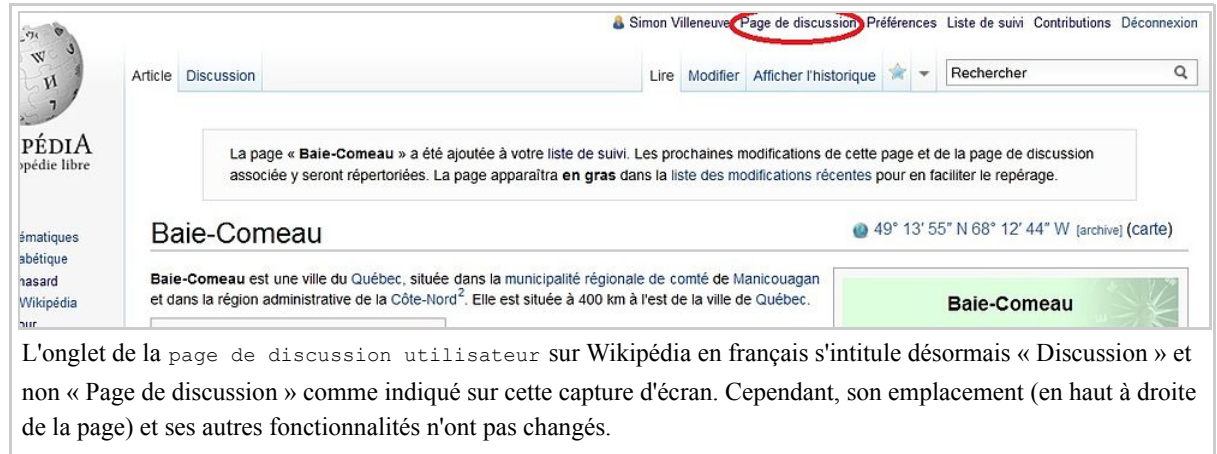 Simon Villeneuve Page de discussion Préférences Liste de suivi Contributions Déconnexion
W
И
7
Article Discussion Lire Modifier Afficher l'historique Rechercher
PÉDIA
opédie libre
La page « Baie-Comeau » a été ajoutée à votre liste de suivi. Les prochaines modifications de cette page et de la page de discussion
associée y seront répertoriées. La page apparaîtra en gras dans la liste des modifications récentes pour en faciliter le repérage.
ématiques
abétique
hasard
Wikipédia
Baie-Comeau 49° 13′ 55″ N 68° 12′ 44″ W [archive] (carte)
Baie-Comeau est une ville du Québec, située dans la municipalité régionale de comté de Manicouagan
et dans la région administrative de la Côte-Nord2. Elle est située à 400 km à l'est de la ville de Québec.
Baie-Comeau
L'onglet de la page de discussion utilisateur sur Wikipédia en français s'intitule désormais « Discussion » et
non « Page de discussion » comme indiqué sur cette capture d'écran. Cependant, son emplacement (en haut à droite
de la page) et ses autres fonctionnalités n'ont pas changés.